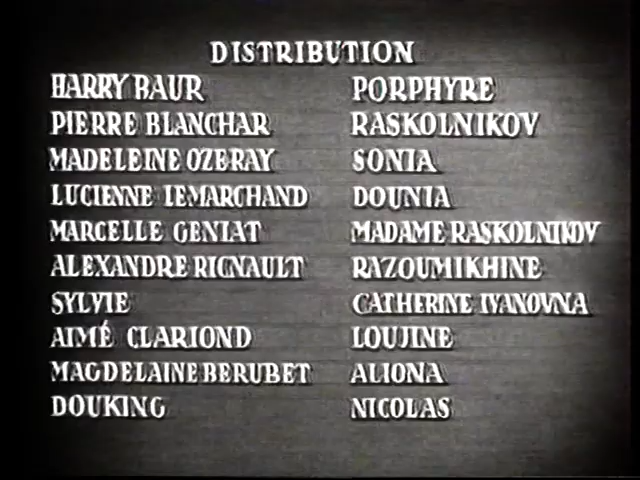 DISTRIBUTION
HARRY BAUR PORPHYRE
PIERRE BLANCHAR RASKOLNIKOV
MADELEINE OZERAY SONIA
LUCIENNE LEMARCHAND DOUNIA
MARCELLE GENIAT MADAME RASKOLNIKOV
ALEXANDRE RIGNAULT RAZOUMIKHINE
SYLVIE CATHERINE IVANOVNA
AIMÉ CLARIOND LOUJINE
MAGDELAINE BERUBET ALIONA
DOUKING NICOLAS